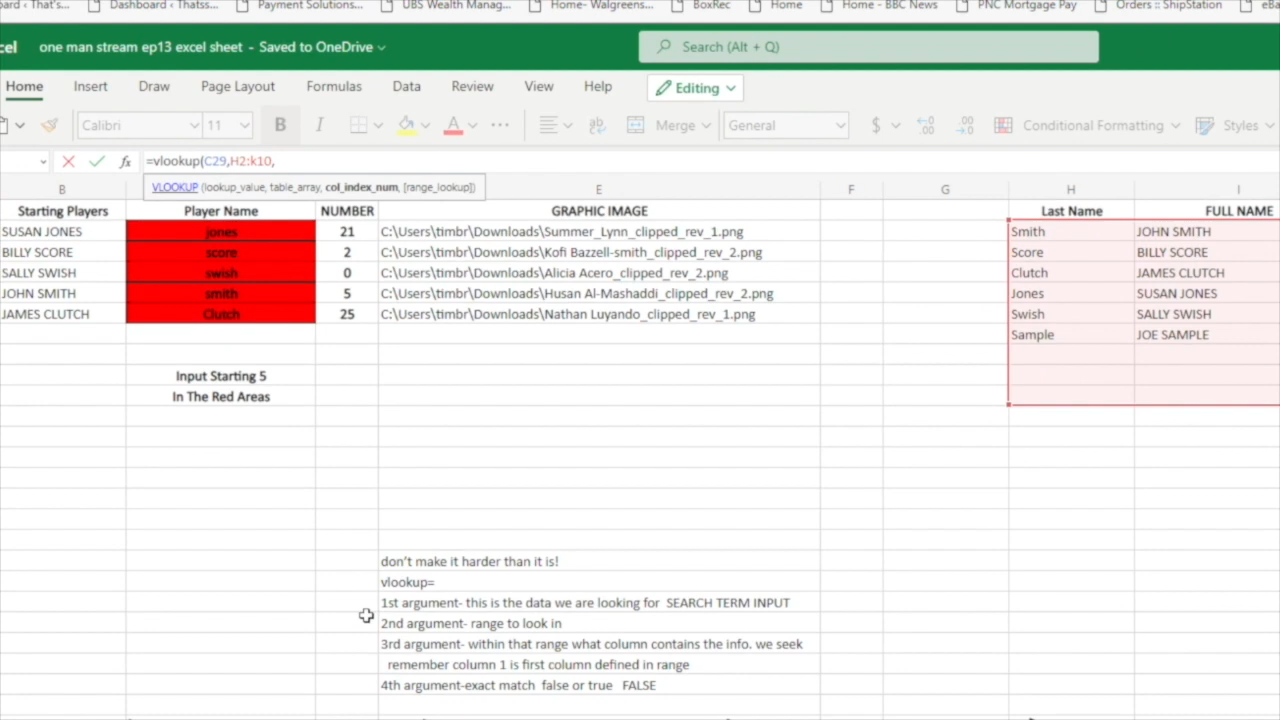 oard ‹ That's... Dashboard ‹ Thatss... Payment Solutions... UBS Wealth Manag... Home- Walgreens... BoxRec Home Home - BBC News PNC Mortgage Pay Orders :: ShipStation eBa
cel one man stream ep13 excel sheet - Saved to OneDrive Search (Alt + Q)
Home Insert Draw Page Layout Formulas Data Review View Help Editing
Calibri 11 B I A ... ab Merge General $ Conditional Formatting Styles
fx =vlookup(C29,H2:k10,
VLOOKUP (lookup_value, table_array, col_index_num, [range_lookup])
B E F G H I
Starting Players Player Name NUMBER GRAPHIC IMAGE Last Name FULL NAME
SUSAN JONES jones 21 C:\Users\timbr\Downloads\Summer_Lynn_clipped_rev_1.png Smith JOHN SMITH
BILLY SCORE score 2 C:\Users\timbr\Downloads\Kofi Bazzell-smith_clipped_rev_2.png Score BILLY SCORE
SALLY SWISH swish 0 C:\Users\timbr\Downloads\Alicia Acero_clipped_rev_2.png Clutch JAMES CLUTCH
JOHN SMITH smith 5 C:\Users\timbr\Downloads\Husan Al-Mashaddi_clipped_rev_2.png Jones SUSAN JONES
JAMES CLUTCH Clutch 25 C:\Users\timbr\Downloads\Nathan Luyando_clipped_rev_1.png Swish SALLY SWISH
Sample JOE SAMPLE
Input Starting 5
In The Red Areas
don't make it harder than it is!
vlookup=
1st argument- this is the data we are looking for SEARCH TERM INPUT
2nd argument- range to look in
3rd argument- within that range what column contains the info. we seek
remember column 1 is first column defined in range
4th argument-exact match false or true FALSE